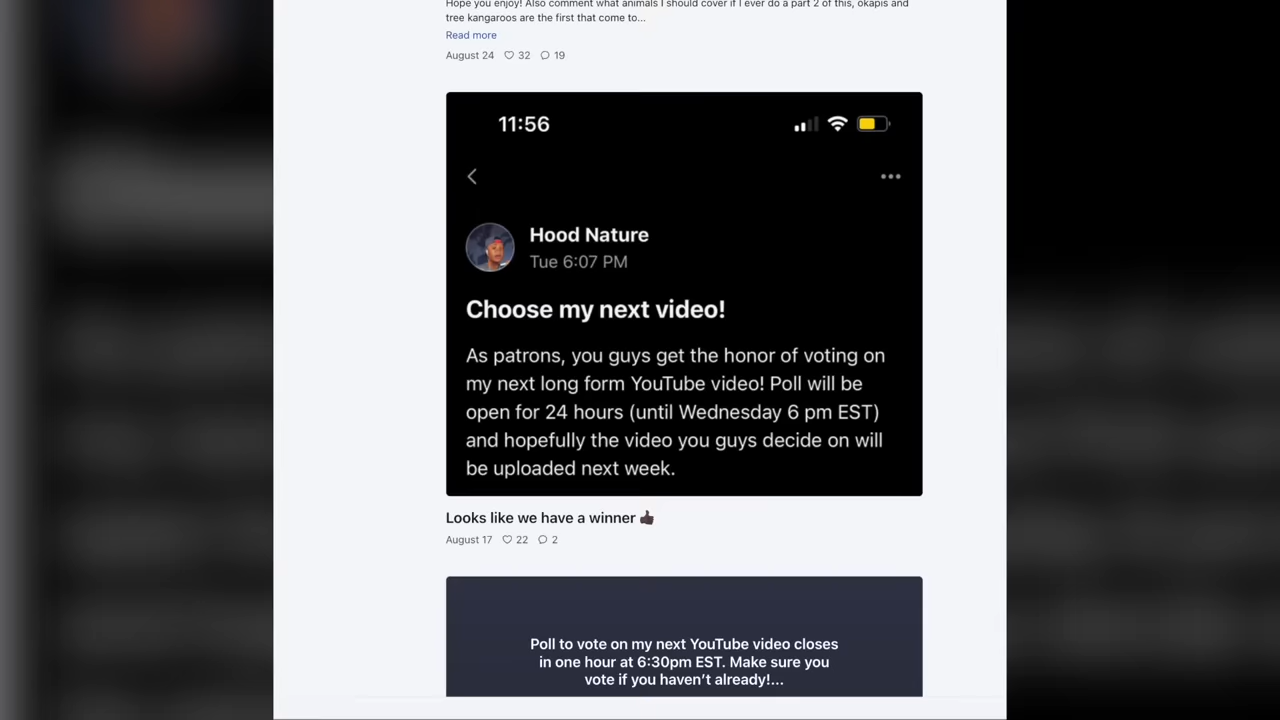 Hope you enjoy! Also comment what animals I should cover if I ever do a part 2 of this, okapis and
tree kangaroos are the first that come to...
Read more
August 24 32 19
11:56
Hood Nature
Tue 6:07 PM
Choose my next video!
As patrons, you guys get the honor of voting on
my next long form YouTube video! Poll will be
open for 24 hours (until Wednesday 6 pm EST)
and hopefully the video you guys decide on will
be uploaded next week.
Looks like we have a winner 👍🏿
August 17 22 2
Poll to vote on my next YouTube video closes
in one hour at 6:30pm EST. Make sure you
vote if you haven’t already!...